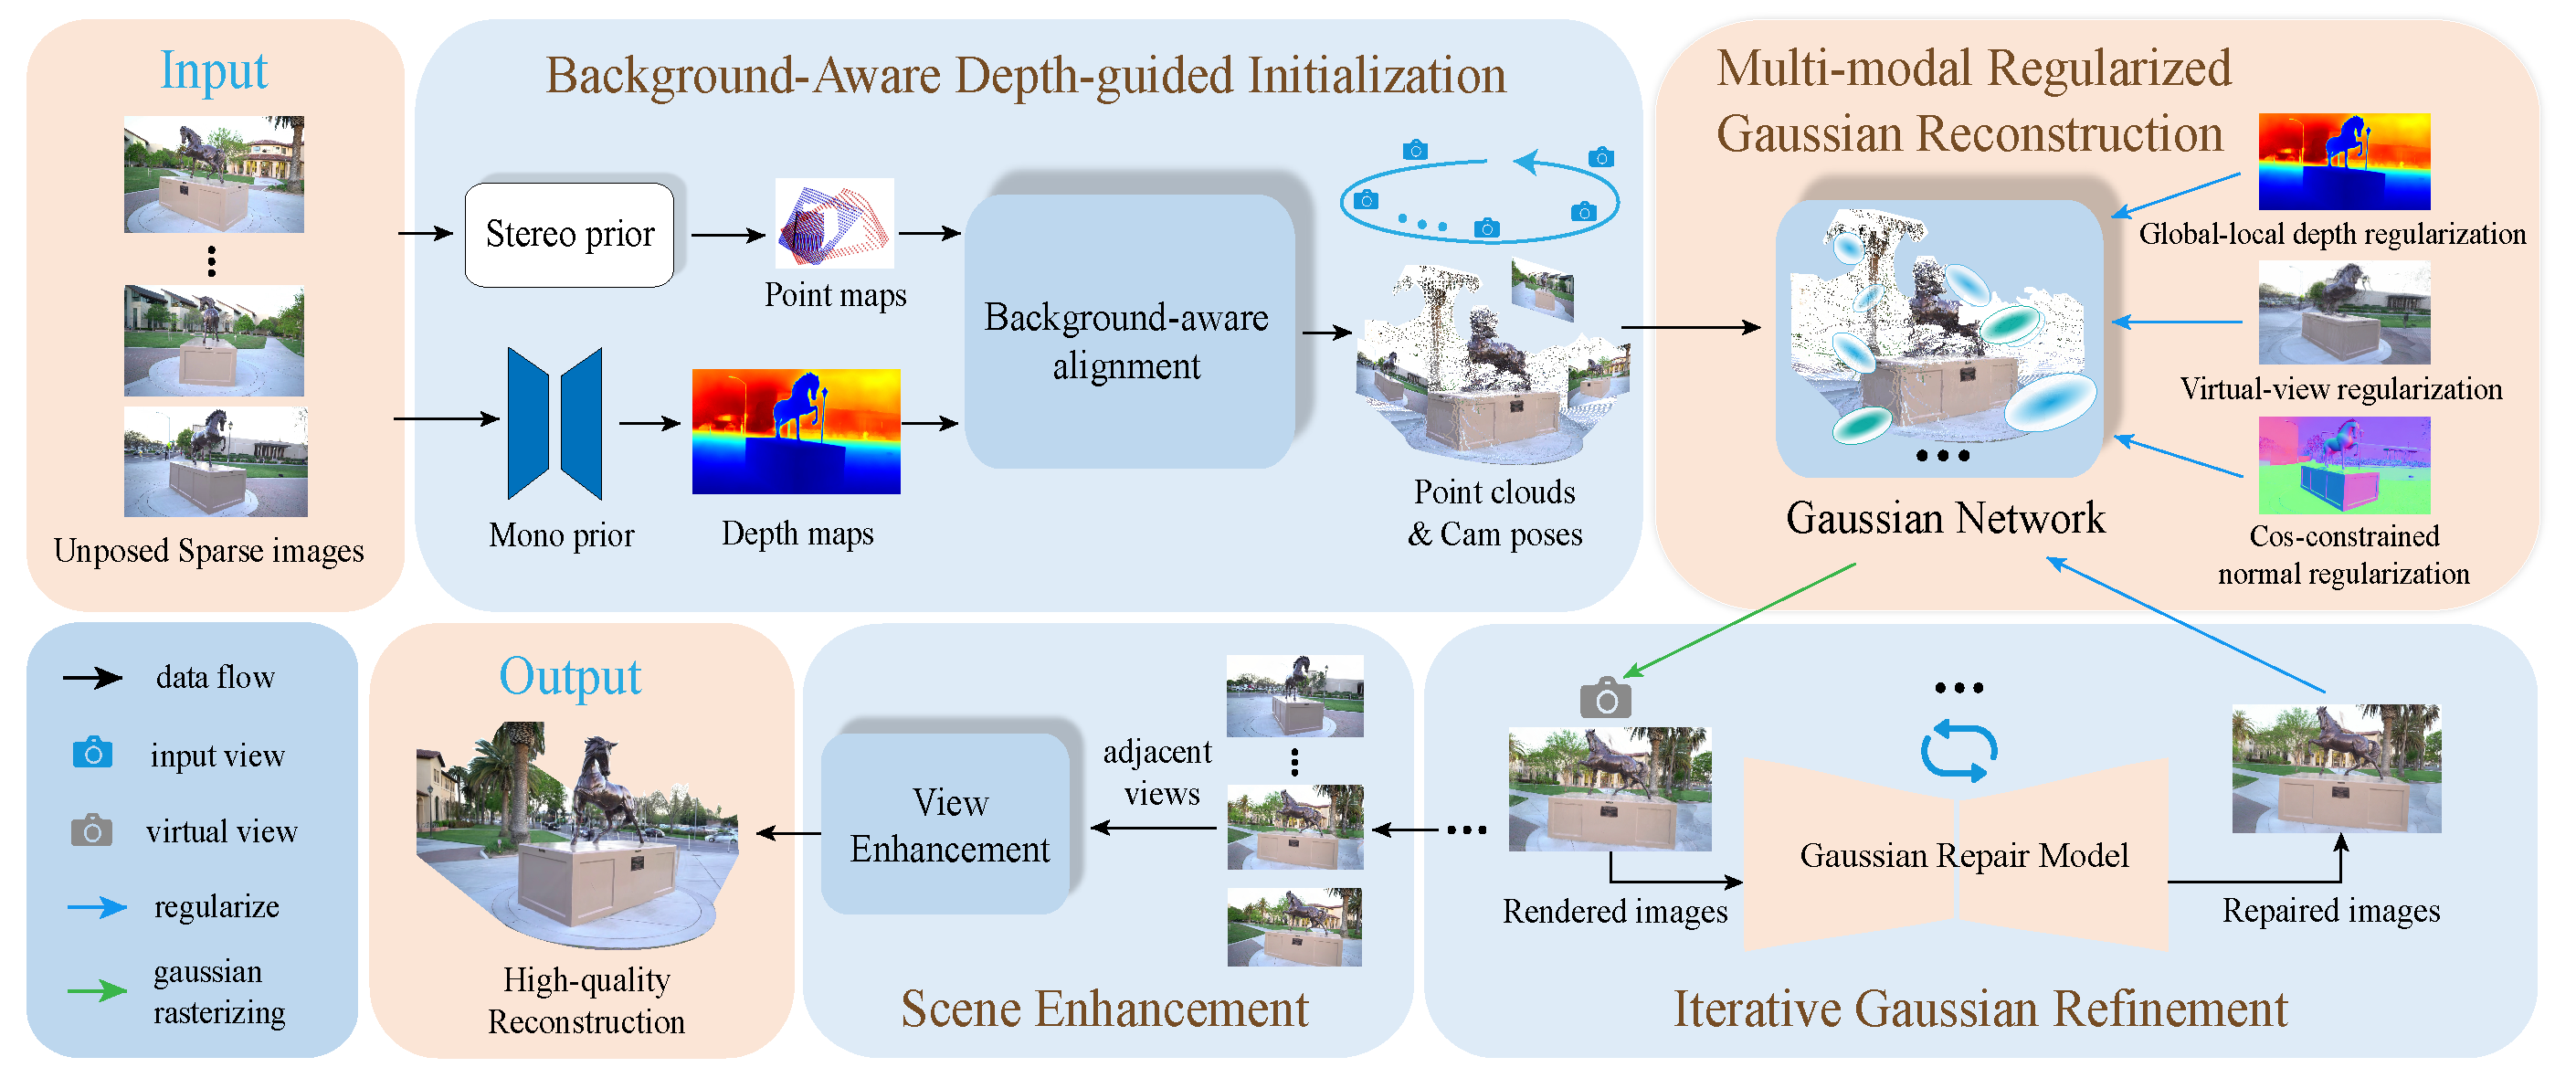 Input
Unposed Sparse images
Background-Aware Depth-guided Initialization
Stereo prior
Point maps
Mono prior
Depth maps
Background-aware
alignment
Point clouds
& Cam poses
Multi-modal Regularized
Gaussian Reconstruction
Global-local depth regularization
Virtual-view regularization
Cos-constrained
normal regularization
Gaussian Network
data flow
input view
virtual view
regularize
gaussian
rasterizing
Output
High-quality
Reconstruction
View
Enhancement
adjacent
views
Scene Enhancement
Rendered images
Gaussian Repair Model
Repaired images
Iterative Gaussian Refinement